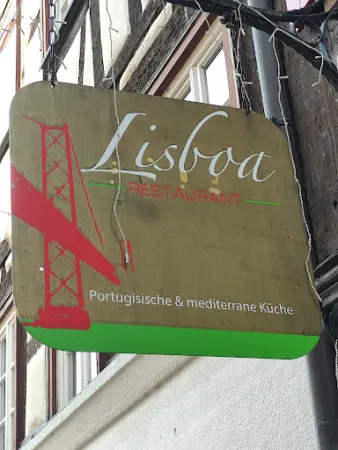 Lisboa
RESTAURANT
Portugisische & mediterrane Küche